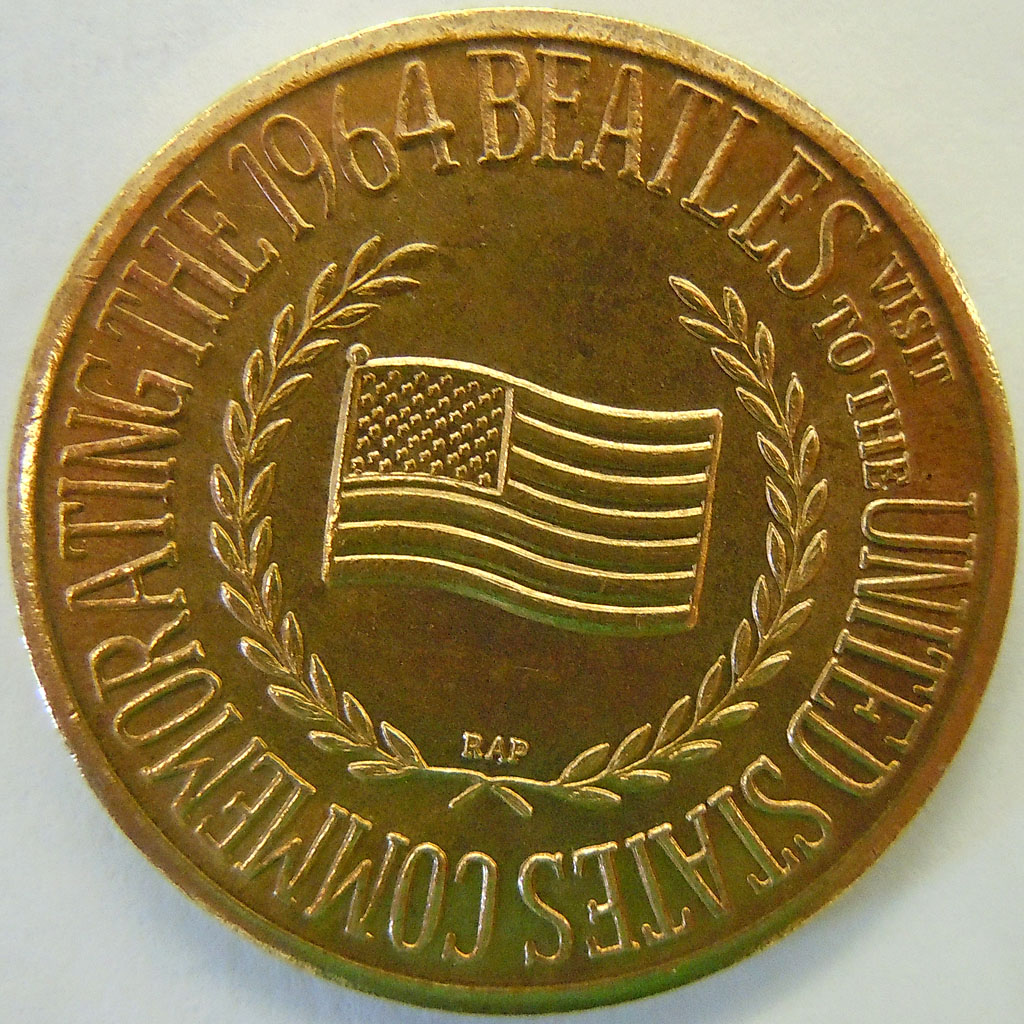 COMMEMORATING THE 1964 BEATLES VISIT TO THE UNITED STATES
RAP